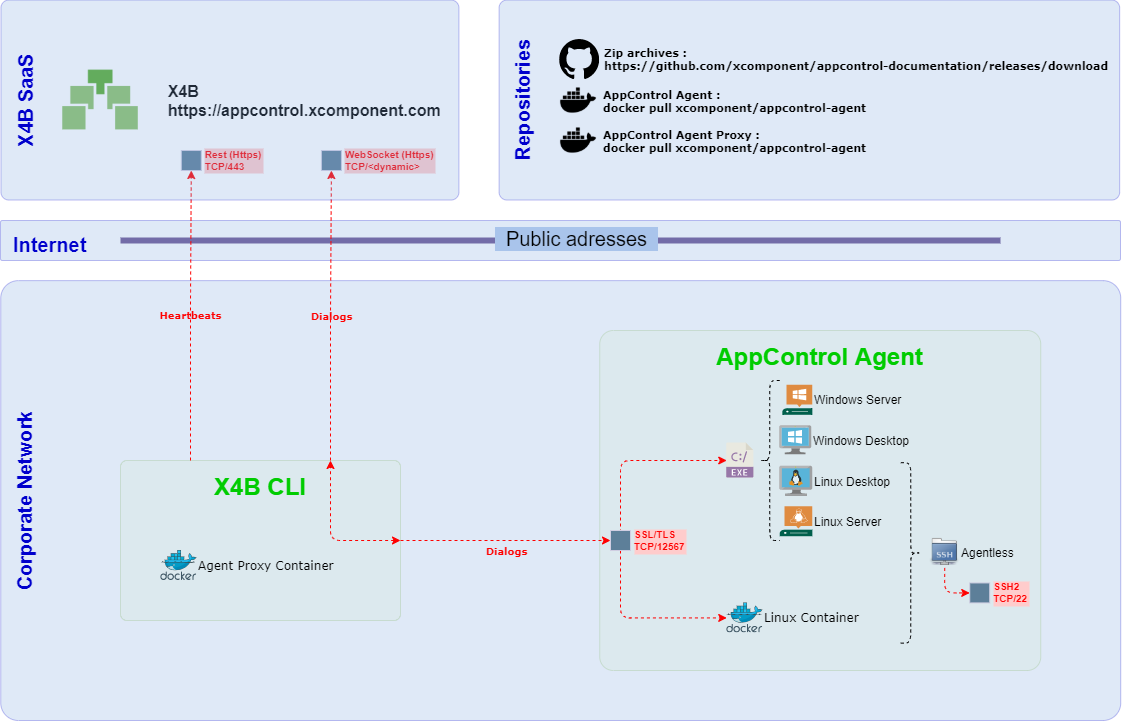 X4B SaaS
X4B
https://appcontrol.xcomponent.com
Rest (Https)
TCP/443
WebSocket (Https)
TCP/<dynamic>
Repositories
Zip archives :
https://github.com/xcomponent/appcontrol-documentation/releases/download
AppControl Agent :
docker pull xcomponent/appcontrol-agent
AppControl Agent Proxy :
docker pull xcomponent/appcontrol-agent
Internet
Public adresses
Heartbeats
Dialogs
Corporate Network
X4B CLI
docker
Agent Proxy Container
Dialogs
AppControl Agent
Windows Server
Windows Desktop
C:/
EXE
Linux Desktop
Linux Server
SSL/TLS
TCP/12567
SSH
Agentless
SSH2
TCP/22
docker
Linux Container